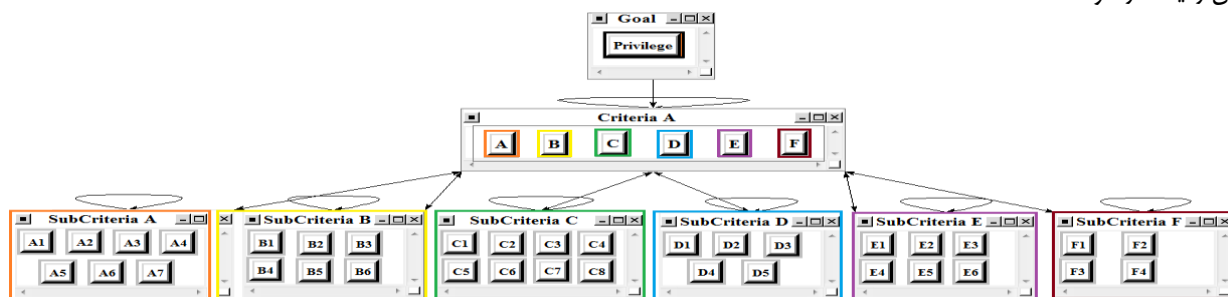 Goal
Privilege
Criteria A
A B C D E F
SubCriteria A
A1 A2 A3 A4
A5 A6 A7
SubCriteria B
B1 B2 B3
B4 B5 B6
SubCriteria C
C1 C2 C3 C4
C5 C6 C7 C8
SubCriteria D
D1 D2 D3
D4 D5
SubCriteria E
E1 E2 E3
E4 E5 E6
SubCriteria F
F1 F2
F3 F4